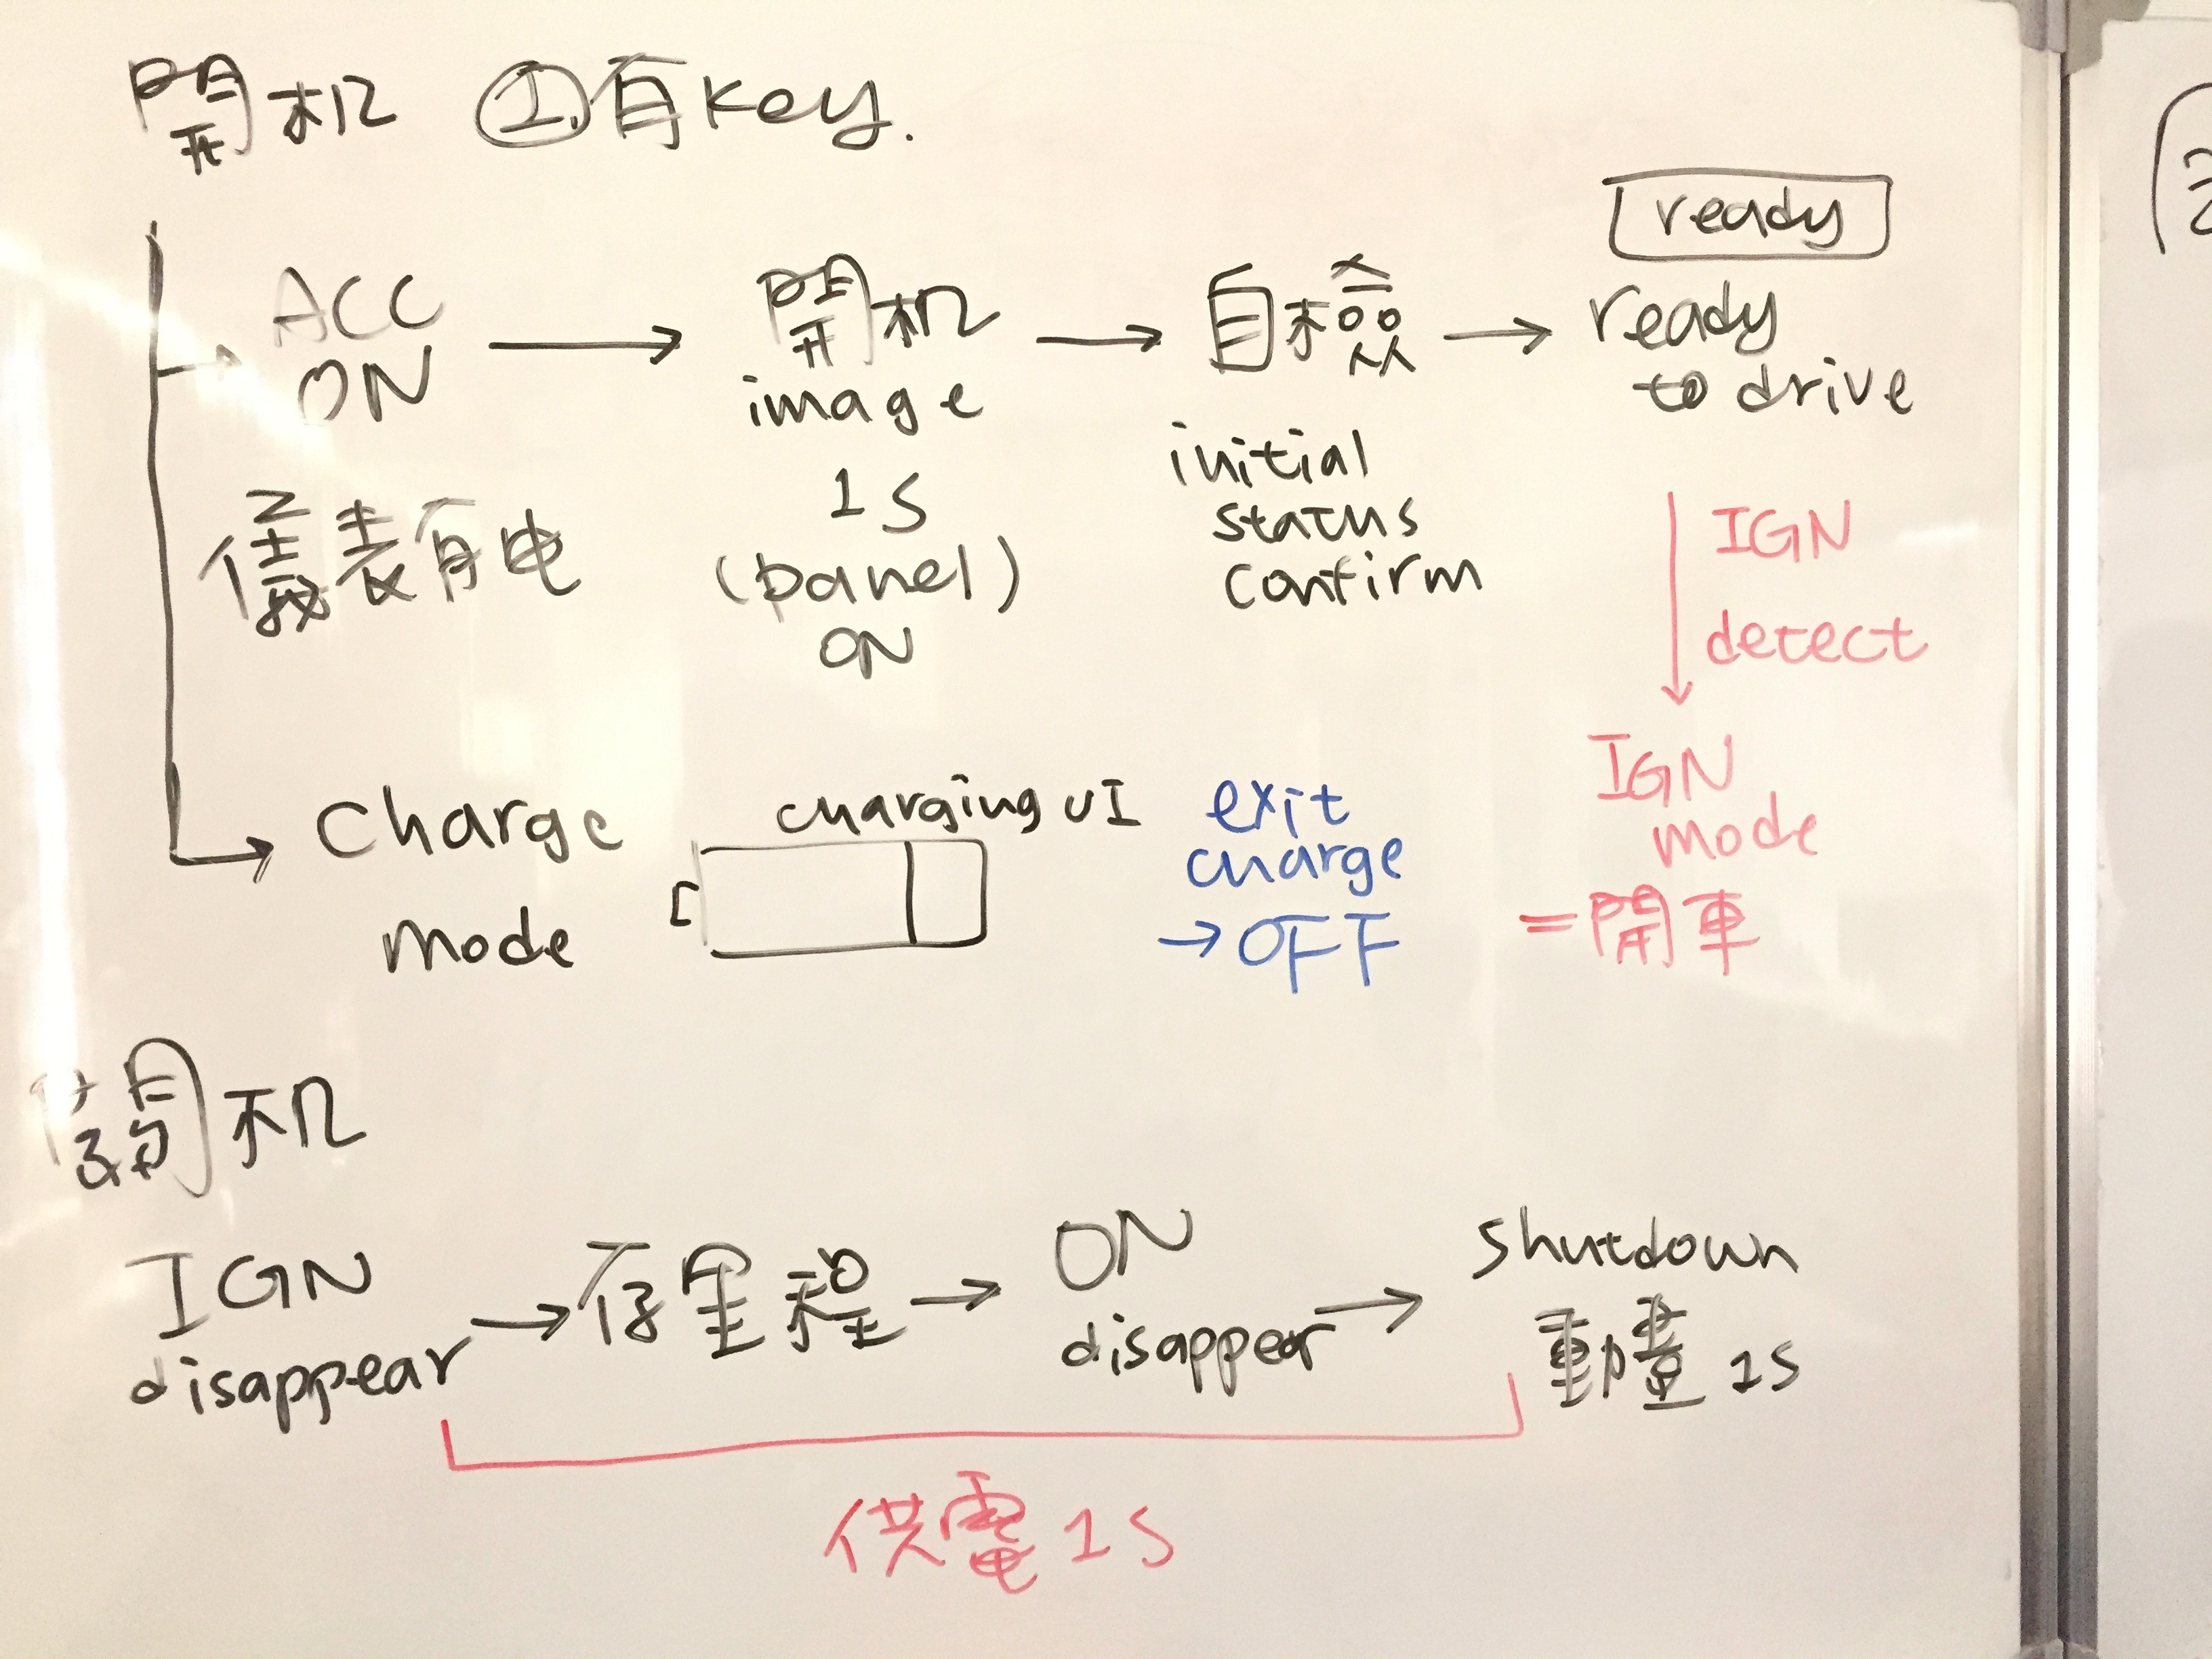 開机 ①有key.
ready
ACC
ON
開机
image
自檢
ready
to drive
儀表有电
1S
(panel)
ON
initial
status
confirm
IGN
detect
IGN
mode
=開車
charge
mode
charging UI
exit
charge
→OFF
関机
IGN
disappear
存里程
ON
disappear
shutdown
動畫 1S
供電 1S